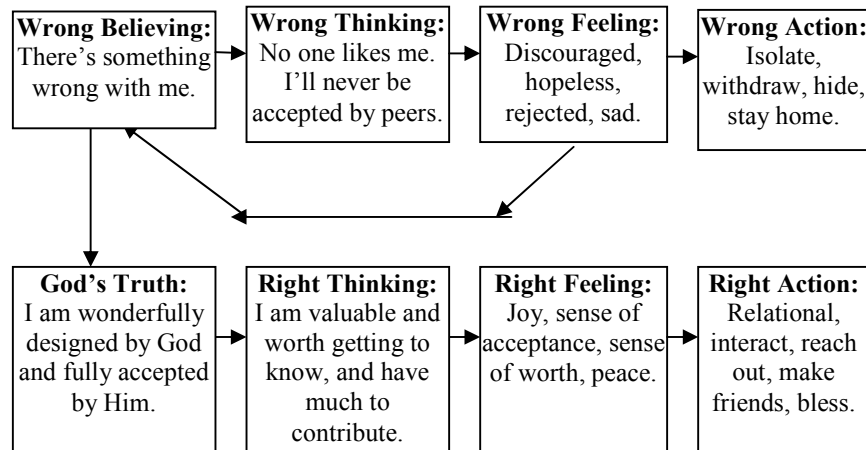 Wrong Believing:
There’s something
wrong with me.
Wrong Thinking:
No one likes me.
I’ll never be
accepted by peers.
Wrong Feeling:
Discouraged,
hopeless,
rejected, sad.
Wrong Action:
Isolate,
withdraw, hide,
stay home.
God’s Truth:
I am wonderfully
designed by God
and fully accepted
by Him.
Right Thinking:
I am valuable and
worth getting to
know, and have
much to
contribute.
Right Feeling:
Joy, sense of
acceptance, sense
of worth, peace.
Right Action:
Relational,
interact, reach
out, make
friends, bless.